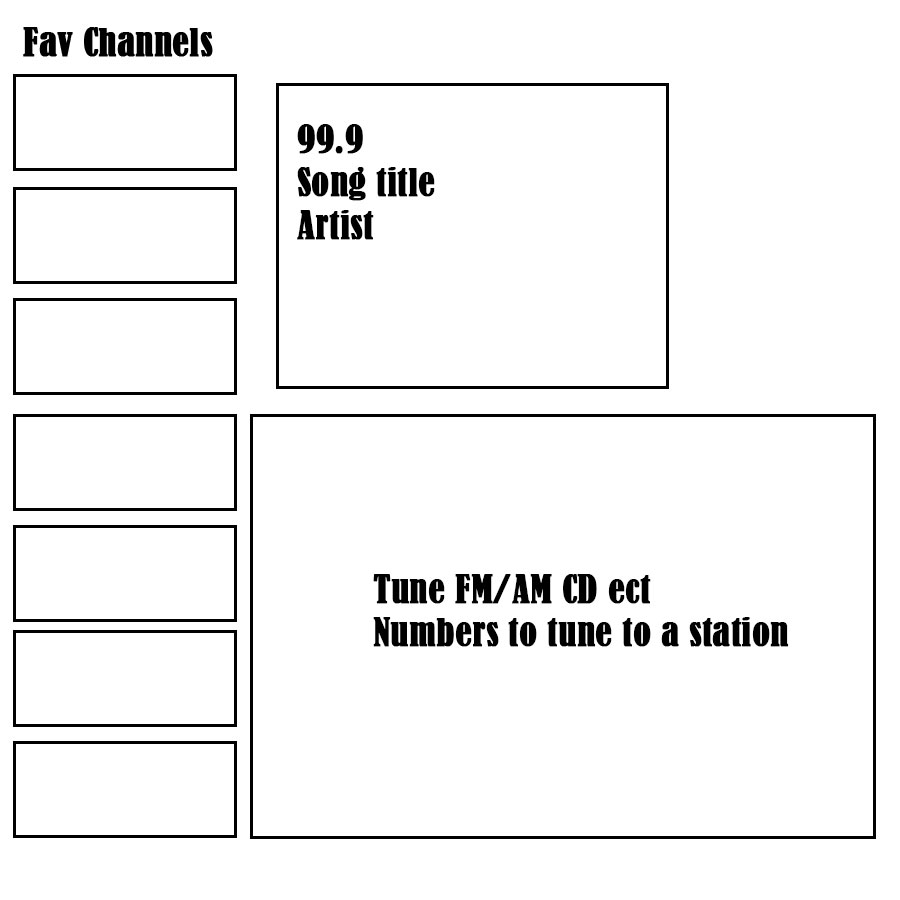 Fav Channels
99.9
Song title
Artist
Tune FM/AM CD ect
Numbers to tune to a station